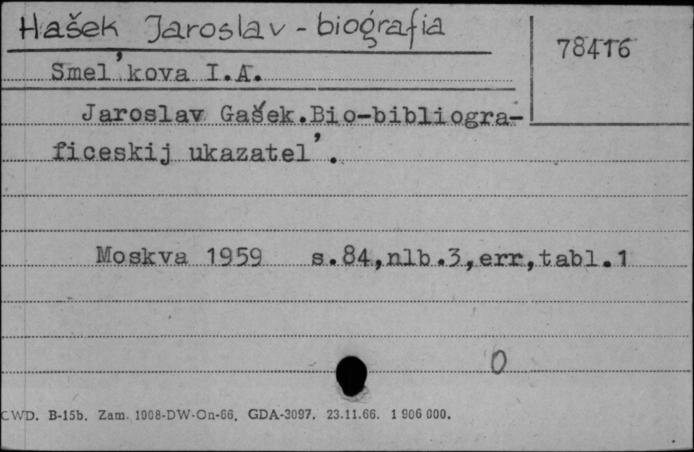 Hašek Jaroslav - biografia
78416
Smel'kova I.A.
Jaroslav Gašek.Bio-bibliogra-
ficeskij ukazatel'.
Moskva 1959 s.84,nlb.3,err,tabl.1
0
CWD. B-15b. Zam. 1908-DW-On-66. GDA-3097. 23.11.66. 1 906 000.